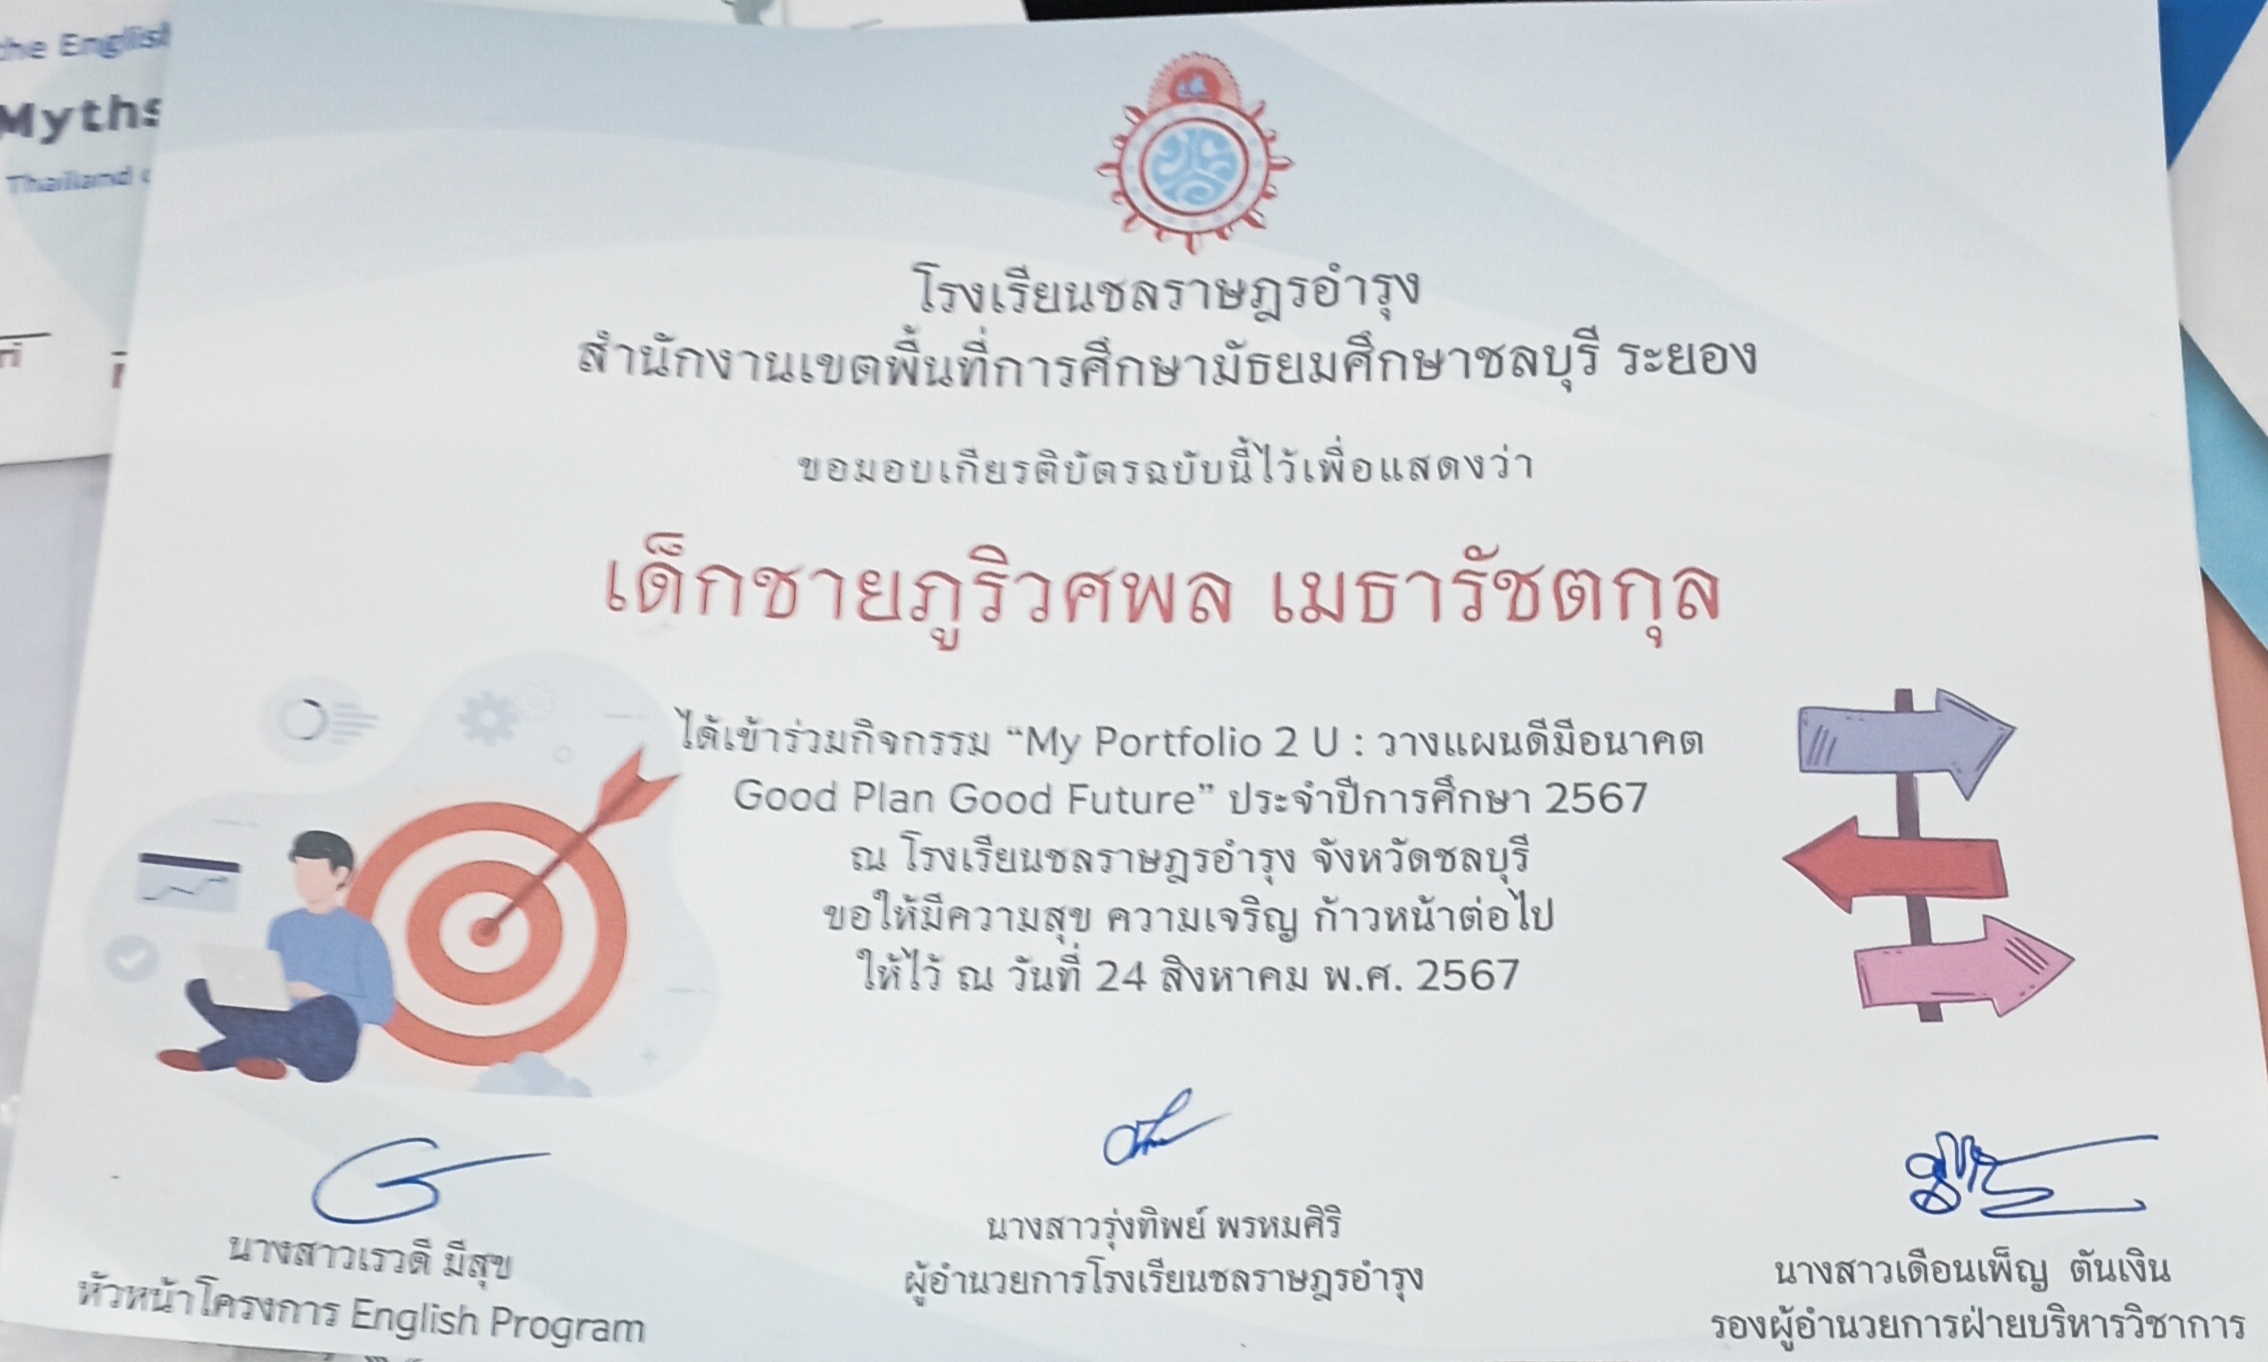 he English
Myths
Thailand
โรงเรียนชลราษฎรอำรุง
สำนักงานเขตพื้นที่การศึกษามัธยมศึกษาชลบุรี ระยอง
ขอมอบเกียรติบัตรฉบับนี้ไว้เพื่อแสดงว่า
เด็กชายภูริวศพล เมธารัชตกุล
ได้เข้าร่วมกิจกรรม “My Portfolio 2 U : วางแผนดีมีอนาคต
Good Plan Good Future” ประจำปีการศึกษา 2567
ณ โรงเรียนชลราษฎรอำรุง จังหวัดชลบุรี
ขอให้มีความสุข ความเจริญ ก้าวหน้าต่อไป
ให้ไว้ ณ วันที่ 24 สิงหาคม พ.ศ. 2567
นางสาวเรวดี มีสุข
หัวหน้าโครงการ English Program
นางสาวรุ่งทิพย์ พรหมศิริ
ผู้อำนวยการโรงเรียนชลราษฎรอำรุง
นางสาวเดือนเพ็ญ ตันเงิน
รองผู้อำนวยการฝ่ายบริหารวิชาการ